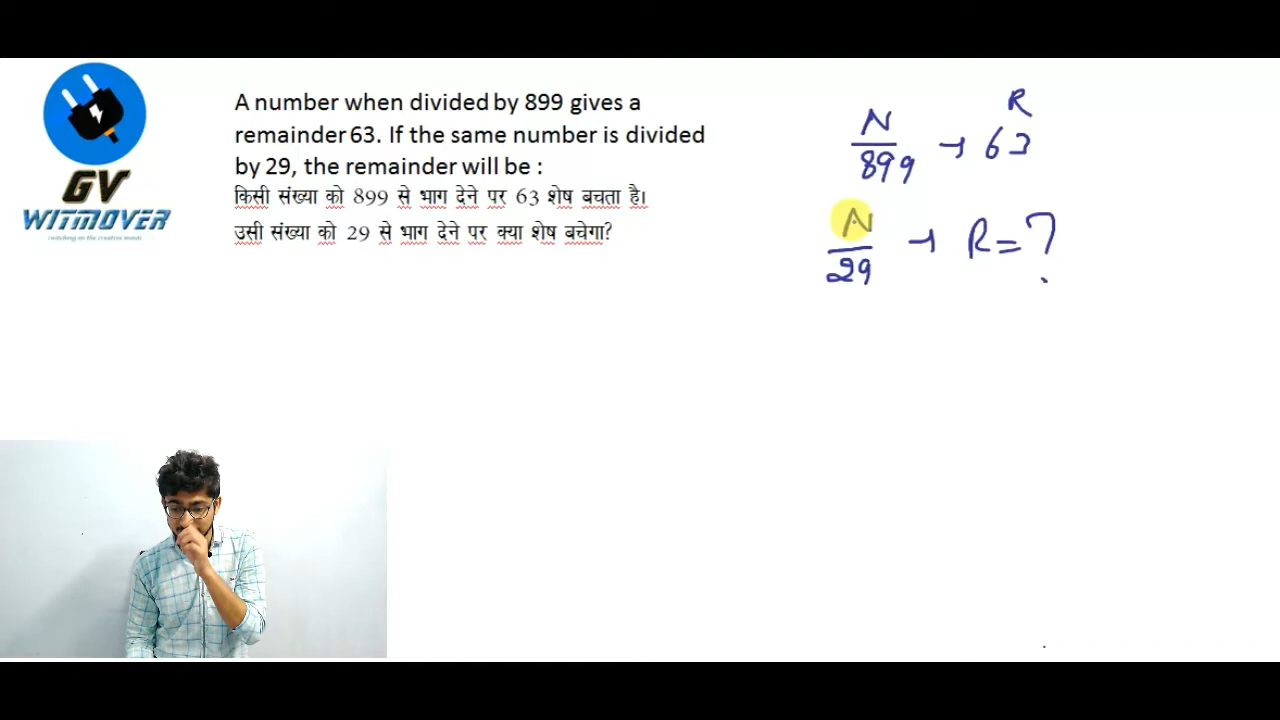 GV
WITMOVER
A number when divided by 899 gives a
remainder 63. If the same number is divided
by 29, the remainder will be :
किसी संख्या को 899 से भाग देने पर 63 शेष बचता है।
उसी संख्या को 29 से भाग देने पर क्या शेष बचेगा?
R
N/899 → 63
N/29 → R = ?